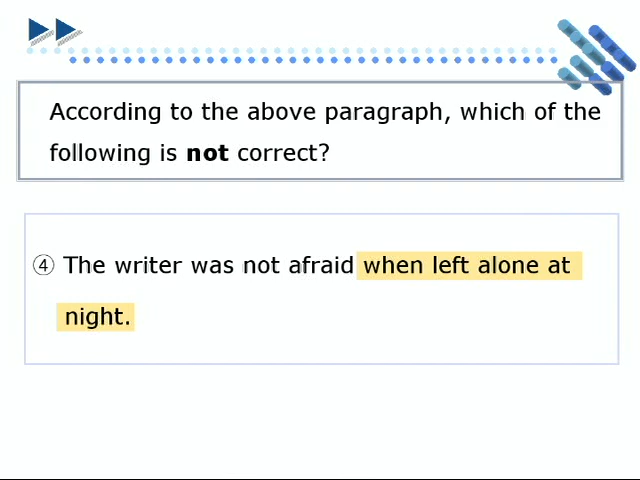 According to the above paragraph, which of the
following is not correct?
④ The writer was not afraid when left alone at
night.